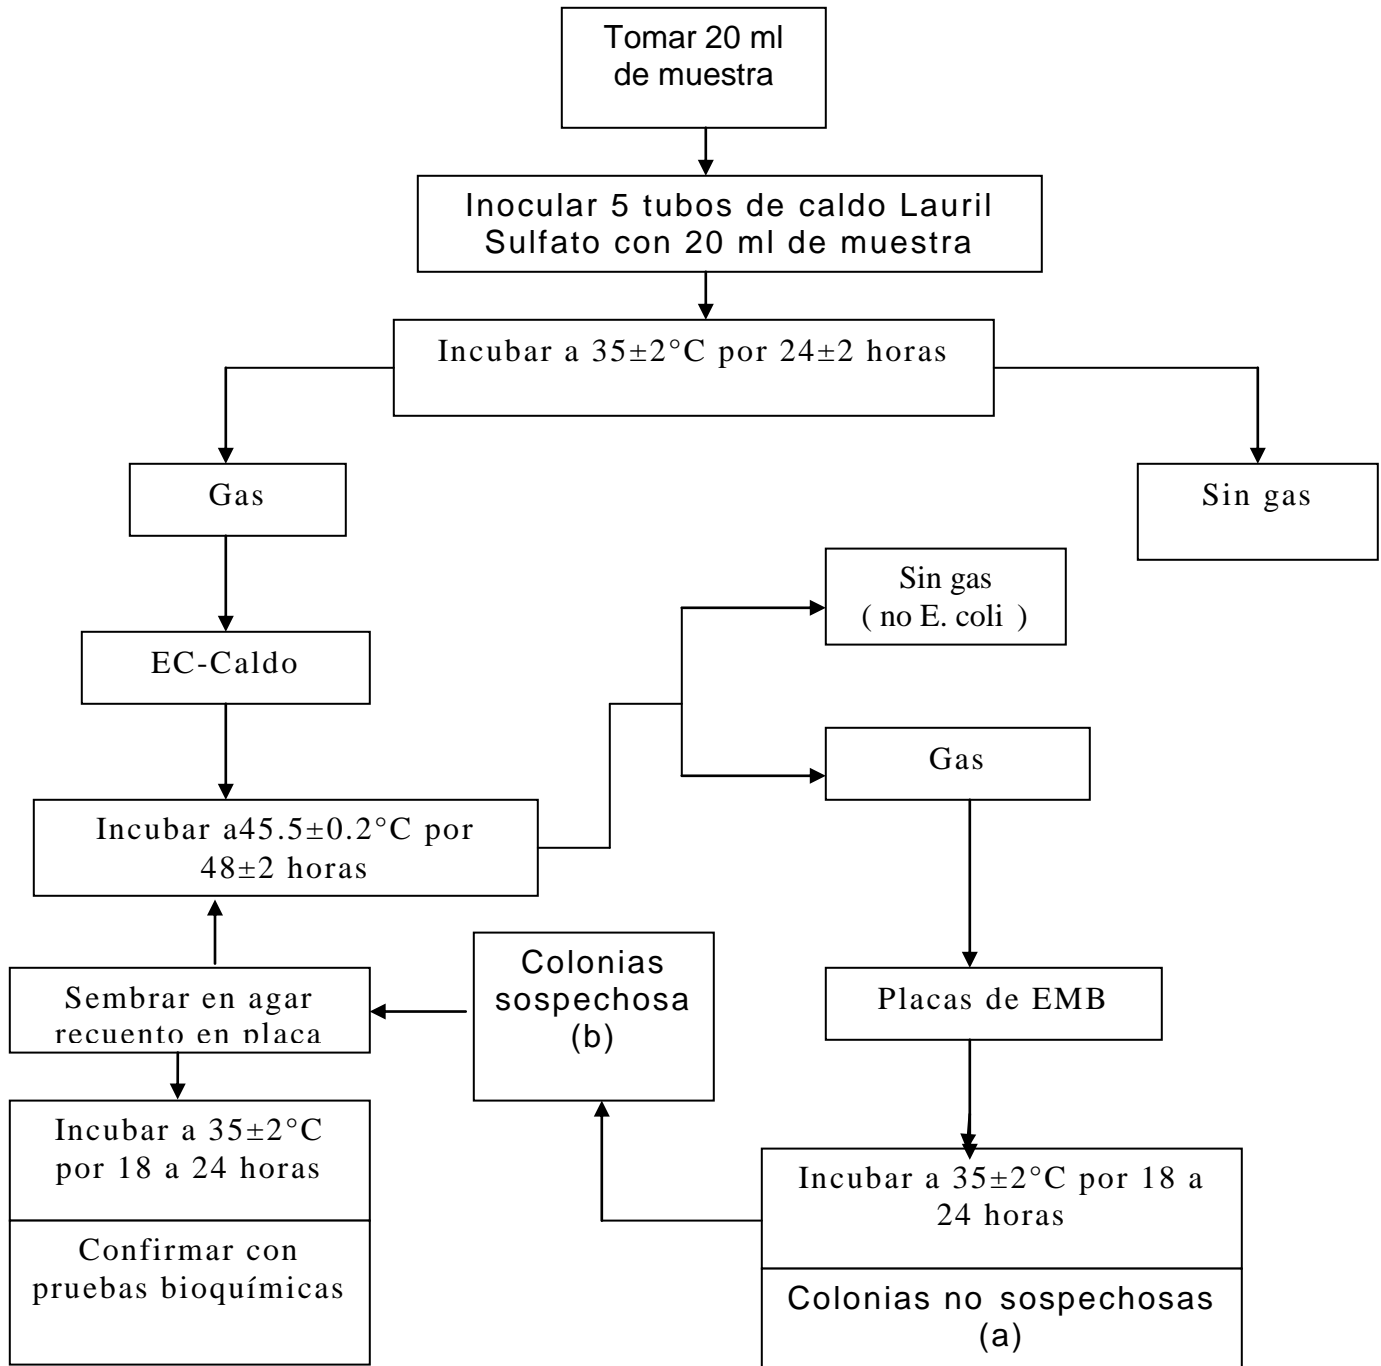 Tomar 20 ml
de muestra
Inocular 5 tubos de caldo Lauril
Sulfato con 20 ml de muestra
Incubar a 35±2°C por 24±2 horas
Gas
Sin gas
Sin gas
( no E. coli )
EC-Caldo
Gas
Incubar a45.5±0.2°C por
48±2 horas
Colonias
sospechosa
(b)
Sembrar en agar
recuento en placa
Placas de EMB
Incubar a 35±2°C
por 18 a 24 horas
Incubar a 35±2°C por 18 a
24 horas
Confirmar con
pruebas bioquímicas
Colonias no sospechosas
(a)